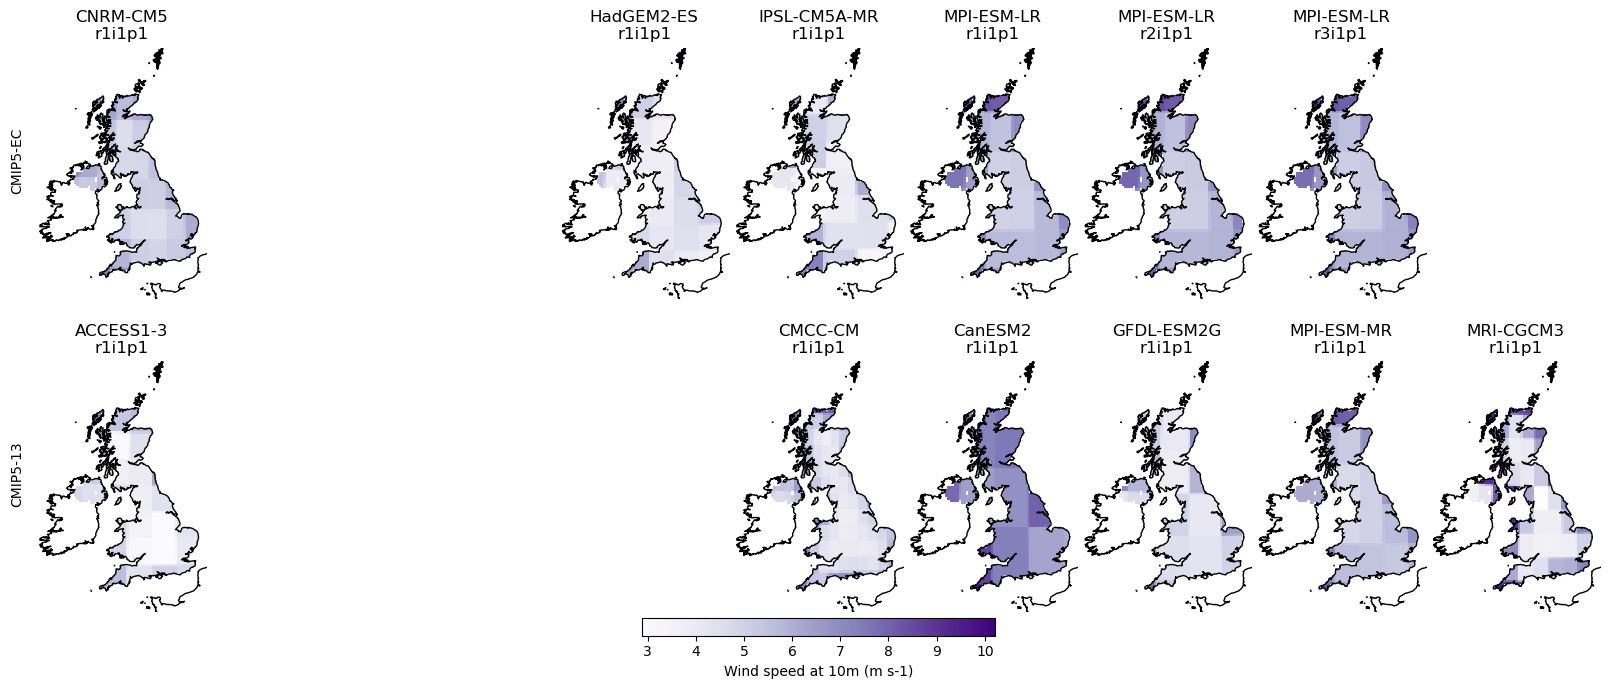 CNRM-CM5
r1i1p1
HadGEM2-ES
r1i1p1
IPSL-CM5A-MR
r1i1p1
MPI-ESM-LR
r1i1p1
MPI-ESM-LR
r2i1p1
MPI-ESM-LR
r3i1p1
CMIP5-EC
ACCESS1-3
r1i1p1
CMCC-CM
r1i1p1
CanESM2
r1i1p1
GFDL-ESM2G
r1i1p1
MPI-ESM-MR
r1i1p1
MRI-CGCM3
r1i1p1
CMIP5-13
3 4 5 6 7 8 9 10
Wind speed at 10m (m s-1)